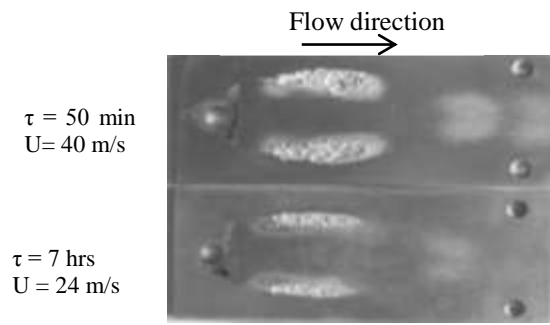 Flow direction
τ = 50 min
U= 40 m/s
τ = 7 hrs
U = 24 m/s